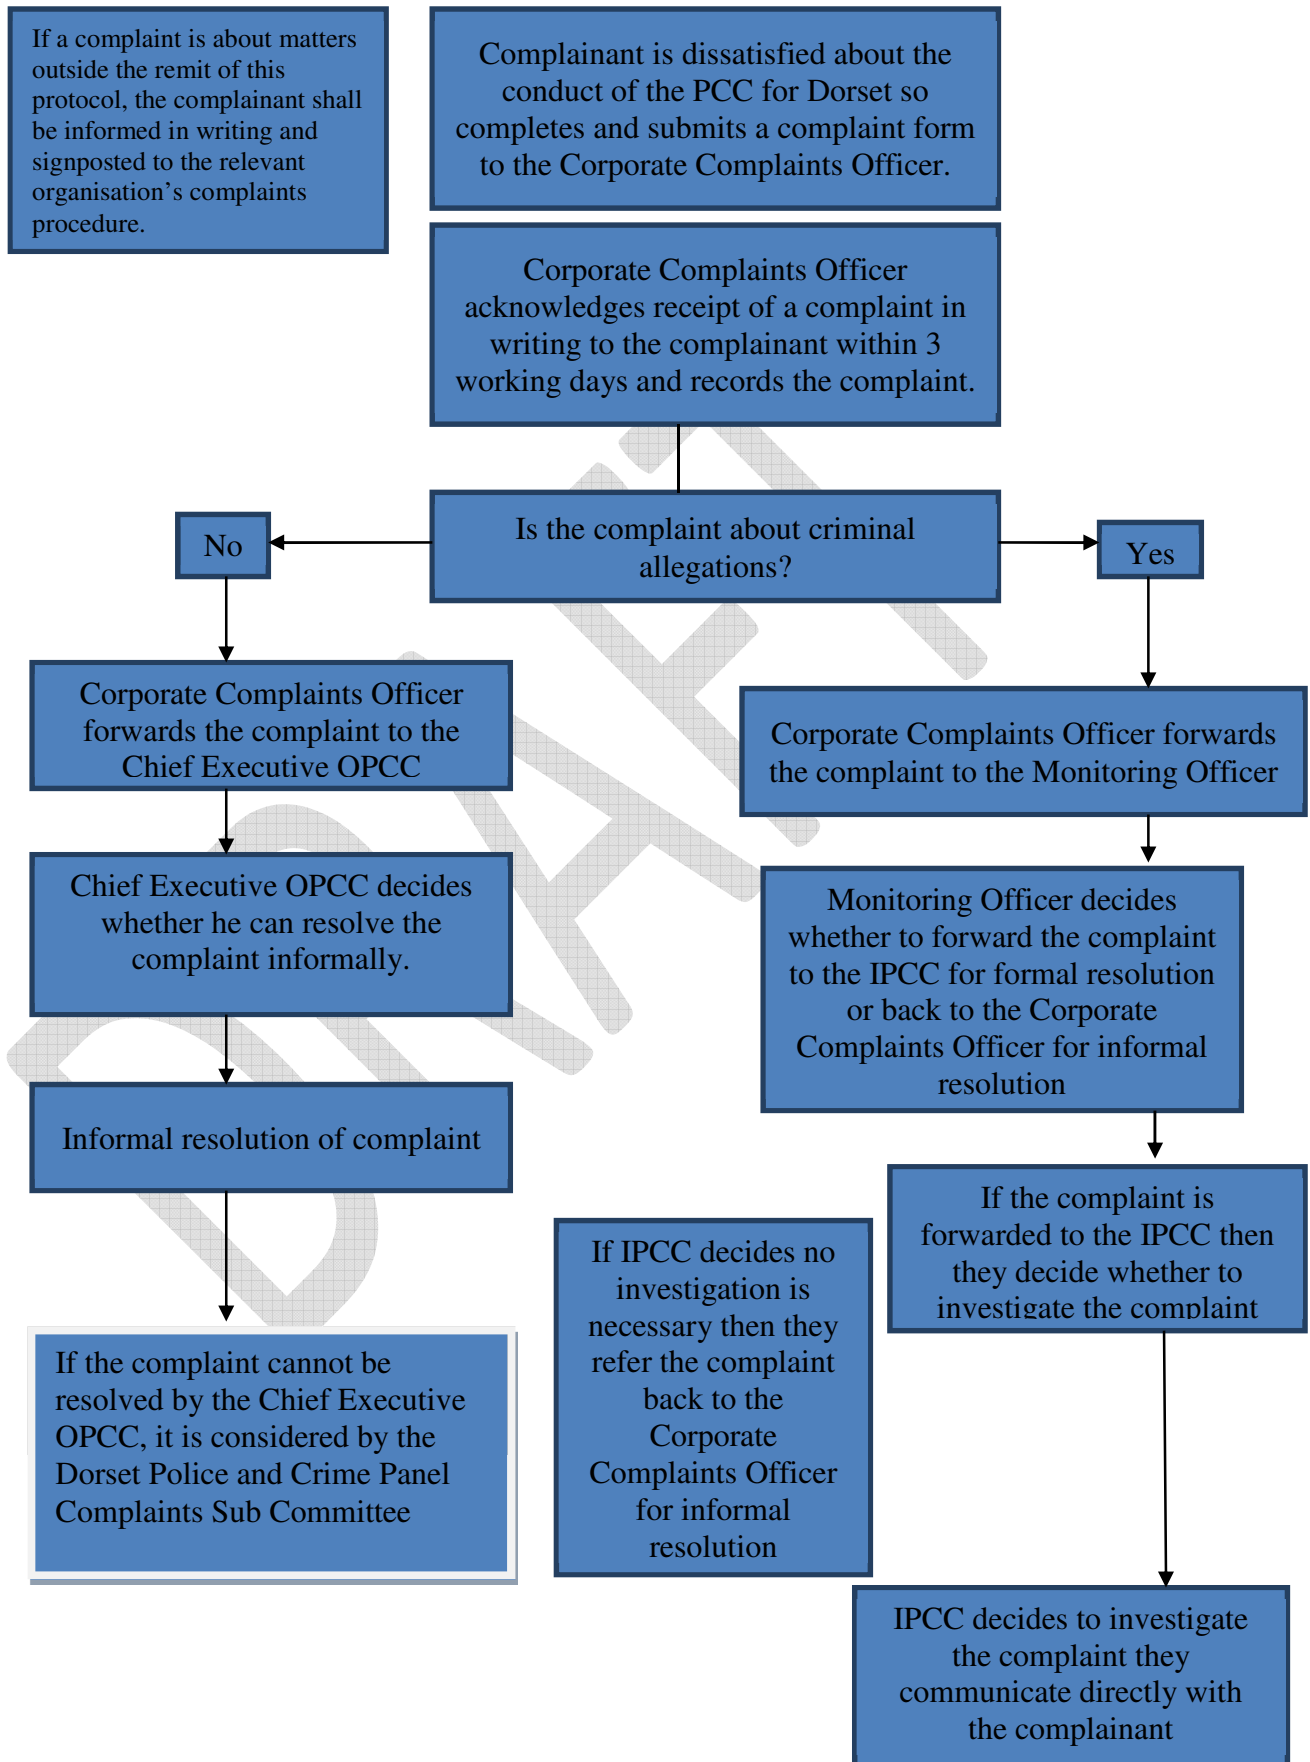 If a complaint is about matters
outside the remit of this
protocol, the complainant shall
be informed in writing and
signposted to the relevant
organisation’s complaints
procedure.
Complainant is dissatisfied about the
conduct of the PCC for Dorset so
completes and submits a complaint form
to the Corporate Complaints Officer.
Corporate Complaints Officer
acknowledges receipt of a complaint in
writing to the complainant within 3
working days and records the complaint.
Is the complaint about criminal
allegations?
No
Yes
Corporate Complaints Officer
forwards the complaint to the
Chief Executive OPCC
Corporate Complaints Officer forwards
the complaint to the Monitoring Officer
Chief Executive OPCC decides
whether he can resolve the
complaint informally.
Monitoring Officer decides
whether to forward the complaint
to the IPCC for formal resolution
or back to the Corporate
Complaints Officer for informal
resolution
Informal resolution of complaint
If the complaint is
forwarded to the IPCC then
they decide whether to
investigate the complaint
If IPCC decides no
investigation is
necessary then they
refer the complaint
back to the
Corporate
Complaints Officer
for informal
resolution
If the complaint cannot be
resolved by the Chief Executive
OPCC, it is considered by the
Dorset Police and Crime Panel
Complaints Sub Committee
IPCC decides to investigate
the complaint they
communicate directly with
the complainant
DRAFT